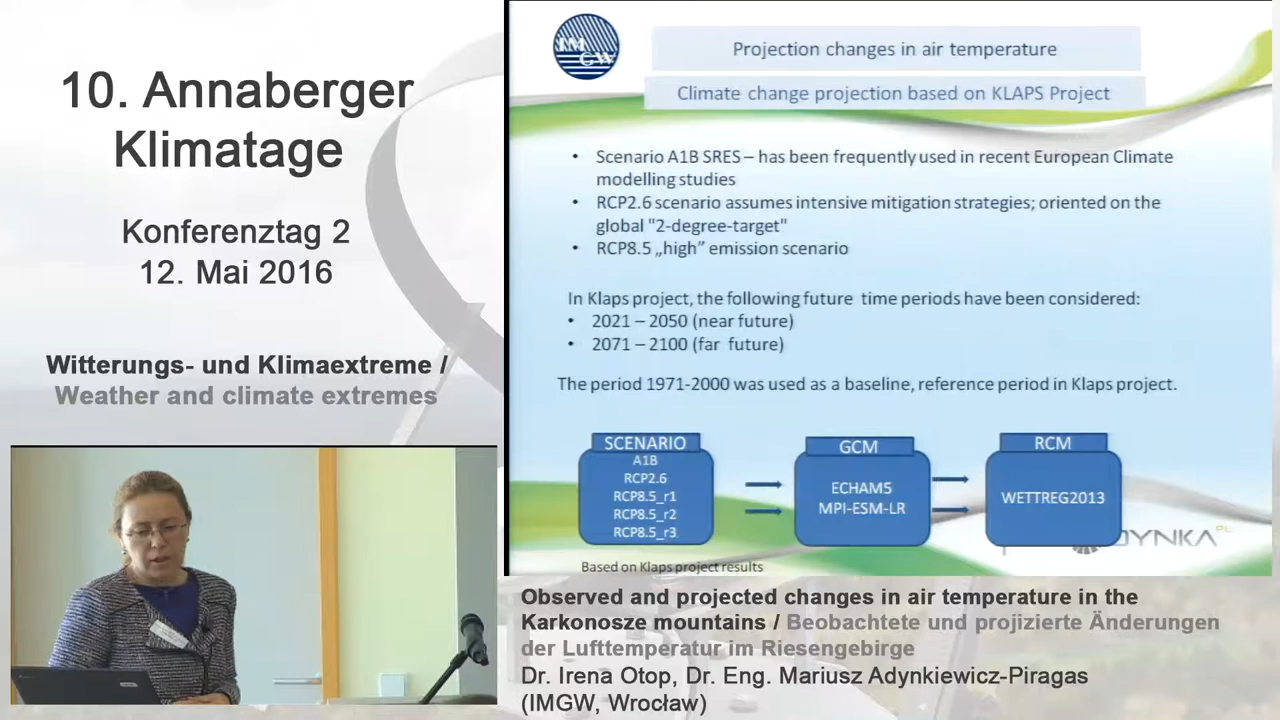 10. Annaberger
Klimatage
Konferenztag 2
12. Mai 2016
Witterungs- und Klimaextreme /
Weather and climate extremes
IM
GW
Projection changes in air temperature
Climate change projection based on KLAPS Project
• Scenario A1B SRES – has been frequently used in recent European Climate
modelling studies
• RCP2.6 scenario assumes intensive mitigation strategies; oriented on the
global "2-degree-target"
• RCP8.5 „high” emission scenario
In Klaps project, the following future time periods have been considered:
• 2021 – 2050 (near future)
• 2071 – 2100 (far future)
The period 1971-2000 was used as a baseline, reference period in Klaps project.
SCENARIO
A1B
RCP2.6
RCP8.5_r1
RCP8.5_r2
RCP8.5_r3
GCM
ECHAM5
MPI-ESM-LR
RCM
WETTREG2013
DYNKA PL
Based on Klaps project results
Observed and projected changes in air temperature in the
Karkonosze mountains / Beobachtete und projizierte Änderungen
der Lufttemperatur im Riesengebirge
Dr. Irena Otop, Dr. Eng. Mariusz Adynkiewicz-Piragas
(IMGW, Wrocław)